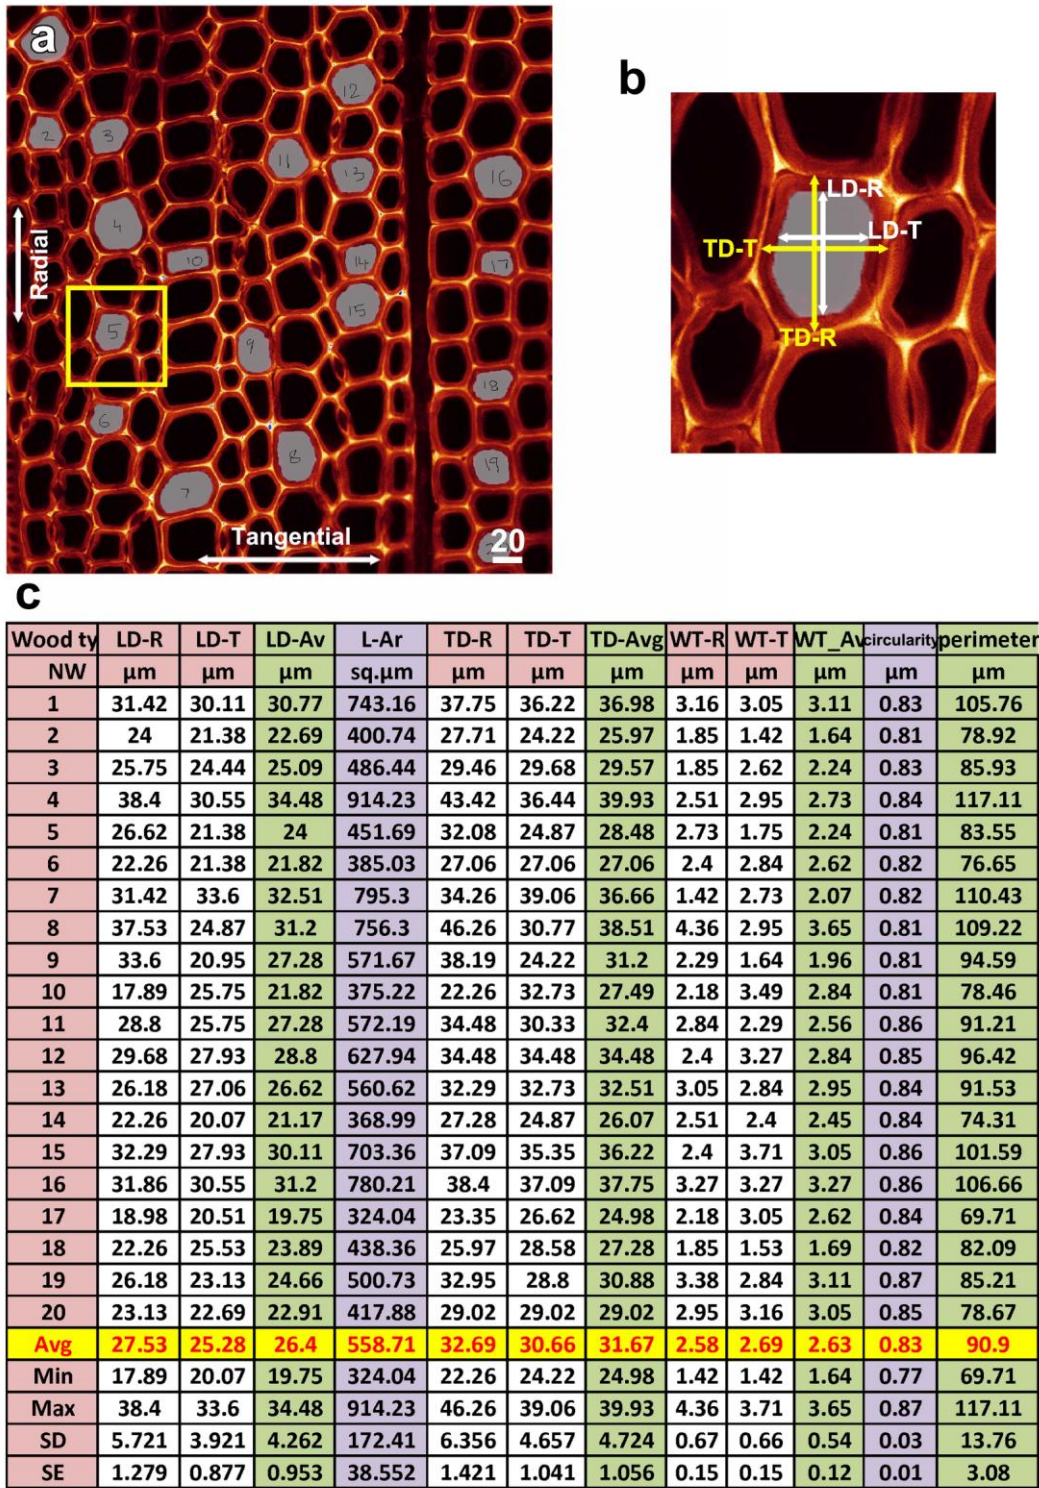 a
b
12
2
3
11
13
16
4
10
14
17
15
5
9
18
6
8
19
7
Radial
Tangential
20
LD-R
LD-T
TD-T
TD-R
c
Wood ty LD-R LD-T LD-Av L-Ar TD-R TD-T TD-Avg WT-R WT-T WT_Av circularity perimeter
NW µm µm µm sq.µm µm µm µm µm µm µm µm µm
1 31.42 30.11 30.77 743.16 37.75 36.22 36.98 3.16 3.05 3.11 0.83 105.76
2 24 21.38 22.69 400.74 27.71 24.22 25.97 1.85 1.42 1.64 0.81 78.92
3 25.75 24.44 25.09 486.44 29.46 29.68 29.57 1.85 2.62 2.24 0.83 85.93
4 38.4 30.55 34.48 914.23 43.42 36.44 39.93 2.51 2.95 2.73 0.84 117.11
5 26.62 21.38 24 451.69 32.08 24.87 28.48 2.73 1.75 2.24 0.81 83.55
6 22.26 21.38 21.82 385.03 27.06 27.06 27.06 2.4 2.84 2.62 0.82 76.65
7 31.42 33.6 32.51 795.3 34.26 39.06 36.66 1.42 2.73 2.07 0.82 110.43
8 37.53 24.87 31.2 756.3 46.26 30.77 38.51 4.36 2.95 3.65 0.81 109.22
9 33.6 20.95 27.28 571.67 38.19 24.22 31.2 2.29 1.64 1.96 0.81 94.59
10 17.89 25.75 21.82 375.22 22.26 32.73 27.49 2.18 3.49 2.84 0.81 78.46
11 28.8 25.75 27.28 572.19 34.48 30.33 32.4 2.84 2.29 2.56 0.86 91.21
12 29.68 27.93 28.8 627.94 34.48 34.48 34.48 2.4 3.27 2.84 0.85 96.42
13 26.18 27.06 26.62 560.62 32.29 32.73 32.51 3.05 2.84 2.95 0.84 91.53
14 22.26 20.07 21.17 368.99 27.28 24.87 26.07 2.51 2.4 2.45 0.84 74.31
15 32.29 27.93 30.11 703.36 37.09 35.35 36.22 2.4 3.71 3.05 0.86 101.59
16 31.86 30.55 31.2 780.21 38.4 37.09 37.75 3.27 3.27 3.27 0.86 106.66
17 18.98 20.51 19.75 324.04 23.35 26.62 24.98 2.18 3.05 2.62 0.84 69.71
18 22.26 25.53 23.89 438.36 25.97 28.58 27.28 1.85 1.53 1.69 0.82 82.09
19 26.18 23.13 24.66 500.73 32.95 28.8 30.88 3.38 2.84 3.11 0.87 85.21
20 23.13 22.69 22.91 417.88 29.02 29.02 29.02 2.95 3.16 3.05 0.85 78.67
Avg 27.53 25.28 26.4 558.71 32.69 30.66 31.67 2.58 2.69 2.63 0.83 90.9
Min 17.89 20.07 19.75 324.04 22.26 24.22 24.98 1.42 1.42 1.64 0.77 69.71
Max 38.4 33.6 34.48 914.23 46.26 39.06 39.93 4.36 3.71 3.65 0.87 117.11
SD 5.721 3.921 4.262 172.41 6.356 4.657 4.724 0.67 0.66 0.54 0.03 13.76
SE 1.279 0.877 0.953 38.552 1.421 1.041 1.056 0.15 0.15 0.12 0.01 3.08